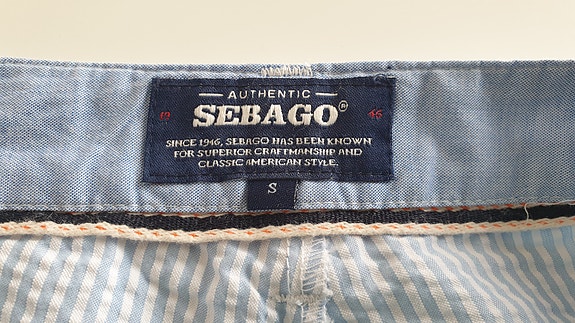 AUTHENTIC
19 SEBAGO® 46
SINCE 1946, SEBAGO HAS BEEN KNOWN
FOR SUPERIOR CRAFTMANSHIP AND
CLASSIC AMERICAN STYLE.
S